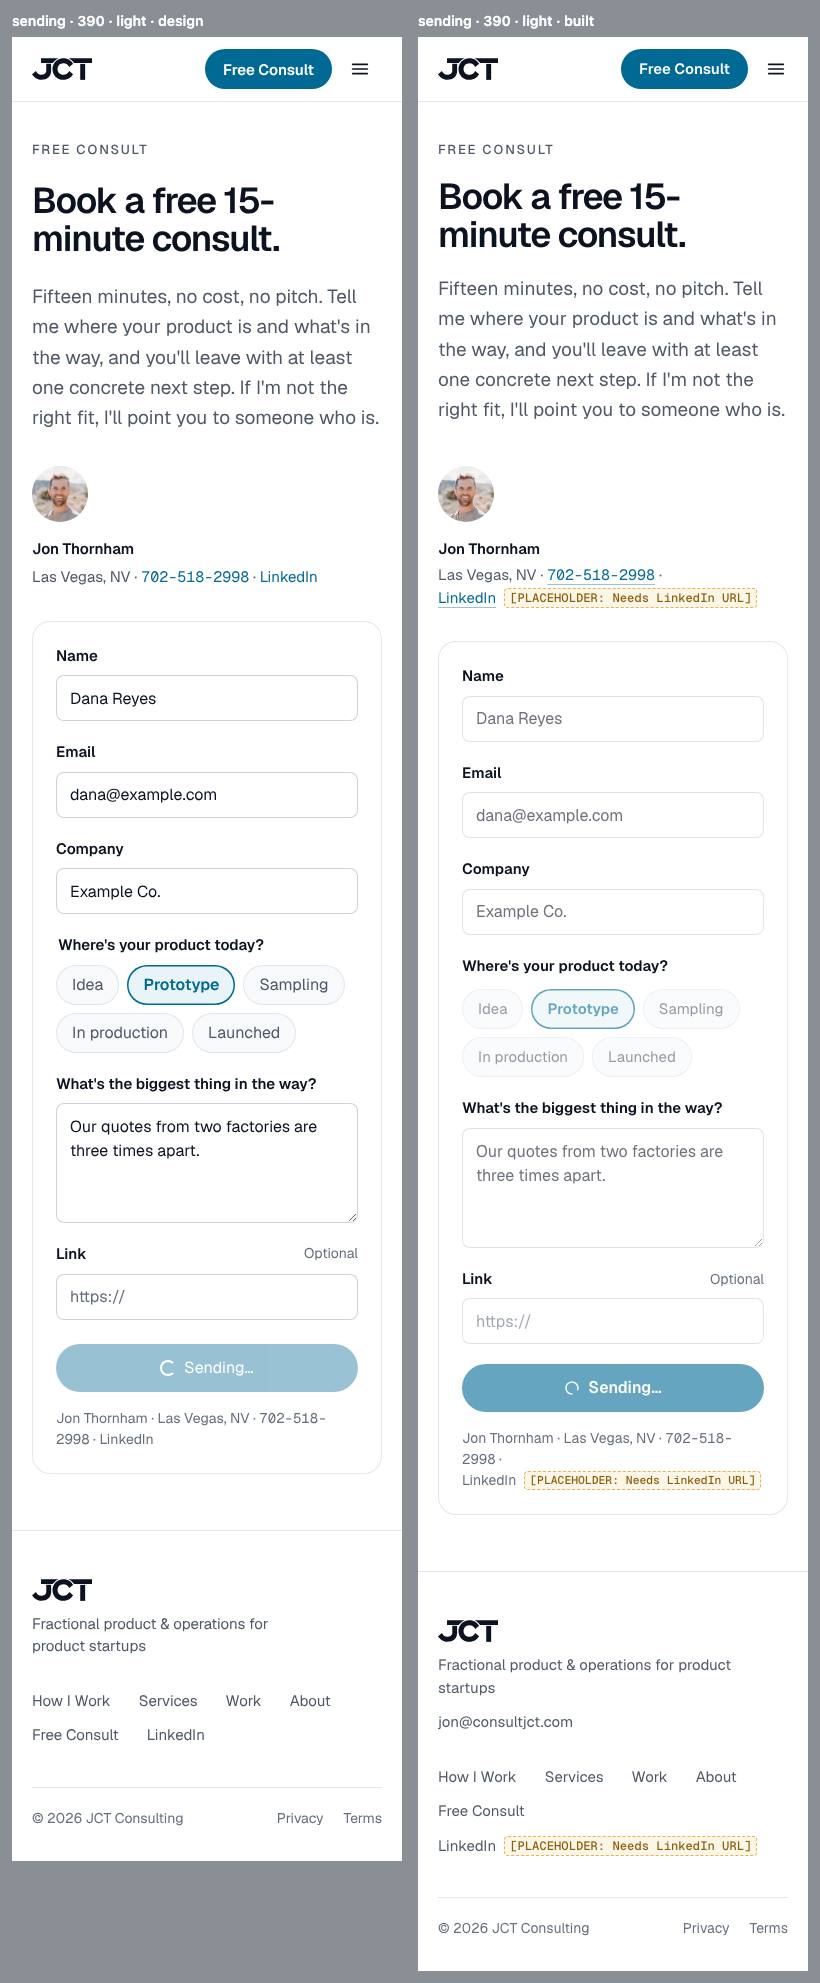 sending · 390 · light · design
JCT
Free Consult
FREE CONSULT
Book a free 15-
minute consult.
Fifteen minutes, no cost, no pitch. Tell
me where your product is and what's in
the way, and you'll leave with at least
one concrete next step. If I'm not the
right fit, I'll point you to someone who is.
Jon Thornham
Las Vegas, NV · 702-518-2998 · LinkedIn
Name
Dana Reyes
Email
dana@example.com
Company
Example Co.
Where's your product today?
Idea
Prototype
Sampling
In production
Launched
What's the biggest thing in the way?
Our quotes from two factories are
three times apart.
Link
Optional
https://
Sending…
Jon Thornham · Las Vegas, NV · 702-518-
2998 · LinkedIn
JCT
Fractional product & operations for
product startups
How I Work
Services
Work
About
Free Consult
LinkedIn
© 2026 JCT Consulting
Privacy
Terms
sending · 390 · light · built
JCT
Free Consult
FREE CONSULT
Book a free 15-
minute consult.
Fifteen minutes, no cost, no pitch. Tell
me where your product is and what's in
the way, and you'll leave with at least
one concrete next step. If I'm not the
right fit, I'll point you to someone who is.
Jon Thornham
Las Vegas, NV · 702-518-2998 ·
LinkedIn [PLACEHOLDER: Needs LinkedIn URL]
Name
Dana Reyes
Email
dana@example.com
Company
Example Co.
Where's your product today?
Idea
Prototype
Sampling
In production
Launched
What's the biggest thing in the way?
Our quotes from two factories are
three times apart.
Link
Optional
https://
Sending…
Jon Thornham · Las Vegas, NV · 702-518-
2998 ·
LinkedIn [PLACEHOLDER: Needs LinkedIn URL]
JCT
Fractional product & operations for product
startups
jon@consultjct.com
How I Work
Services
Work
About
Free Consult
LinkedIn [PLACEHOLDER: Needs LinkedIn URL]
© 2026 JCT Consulting
Privacy
Terms